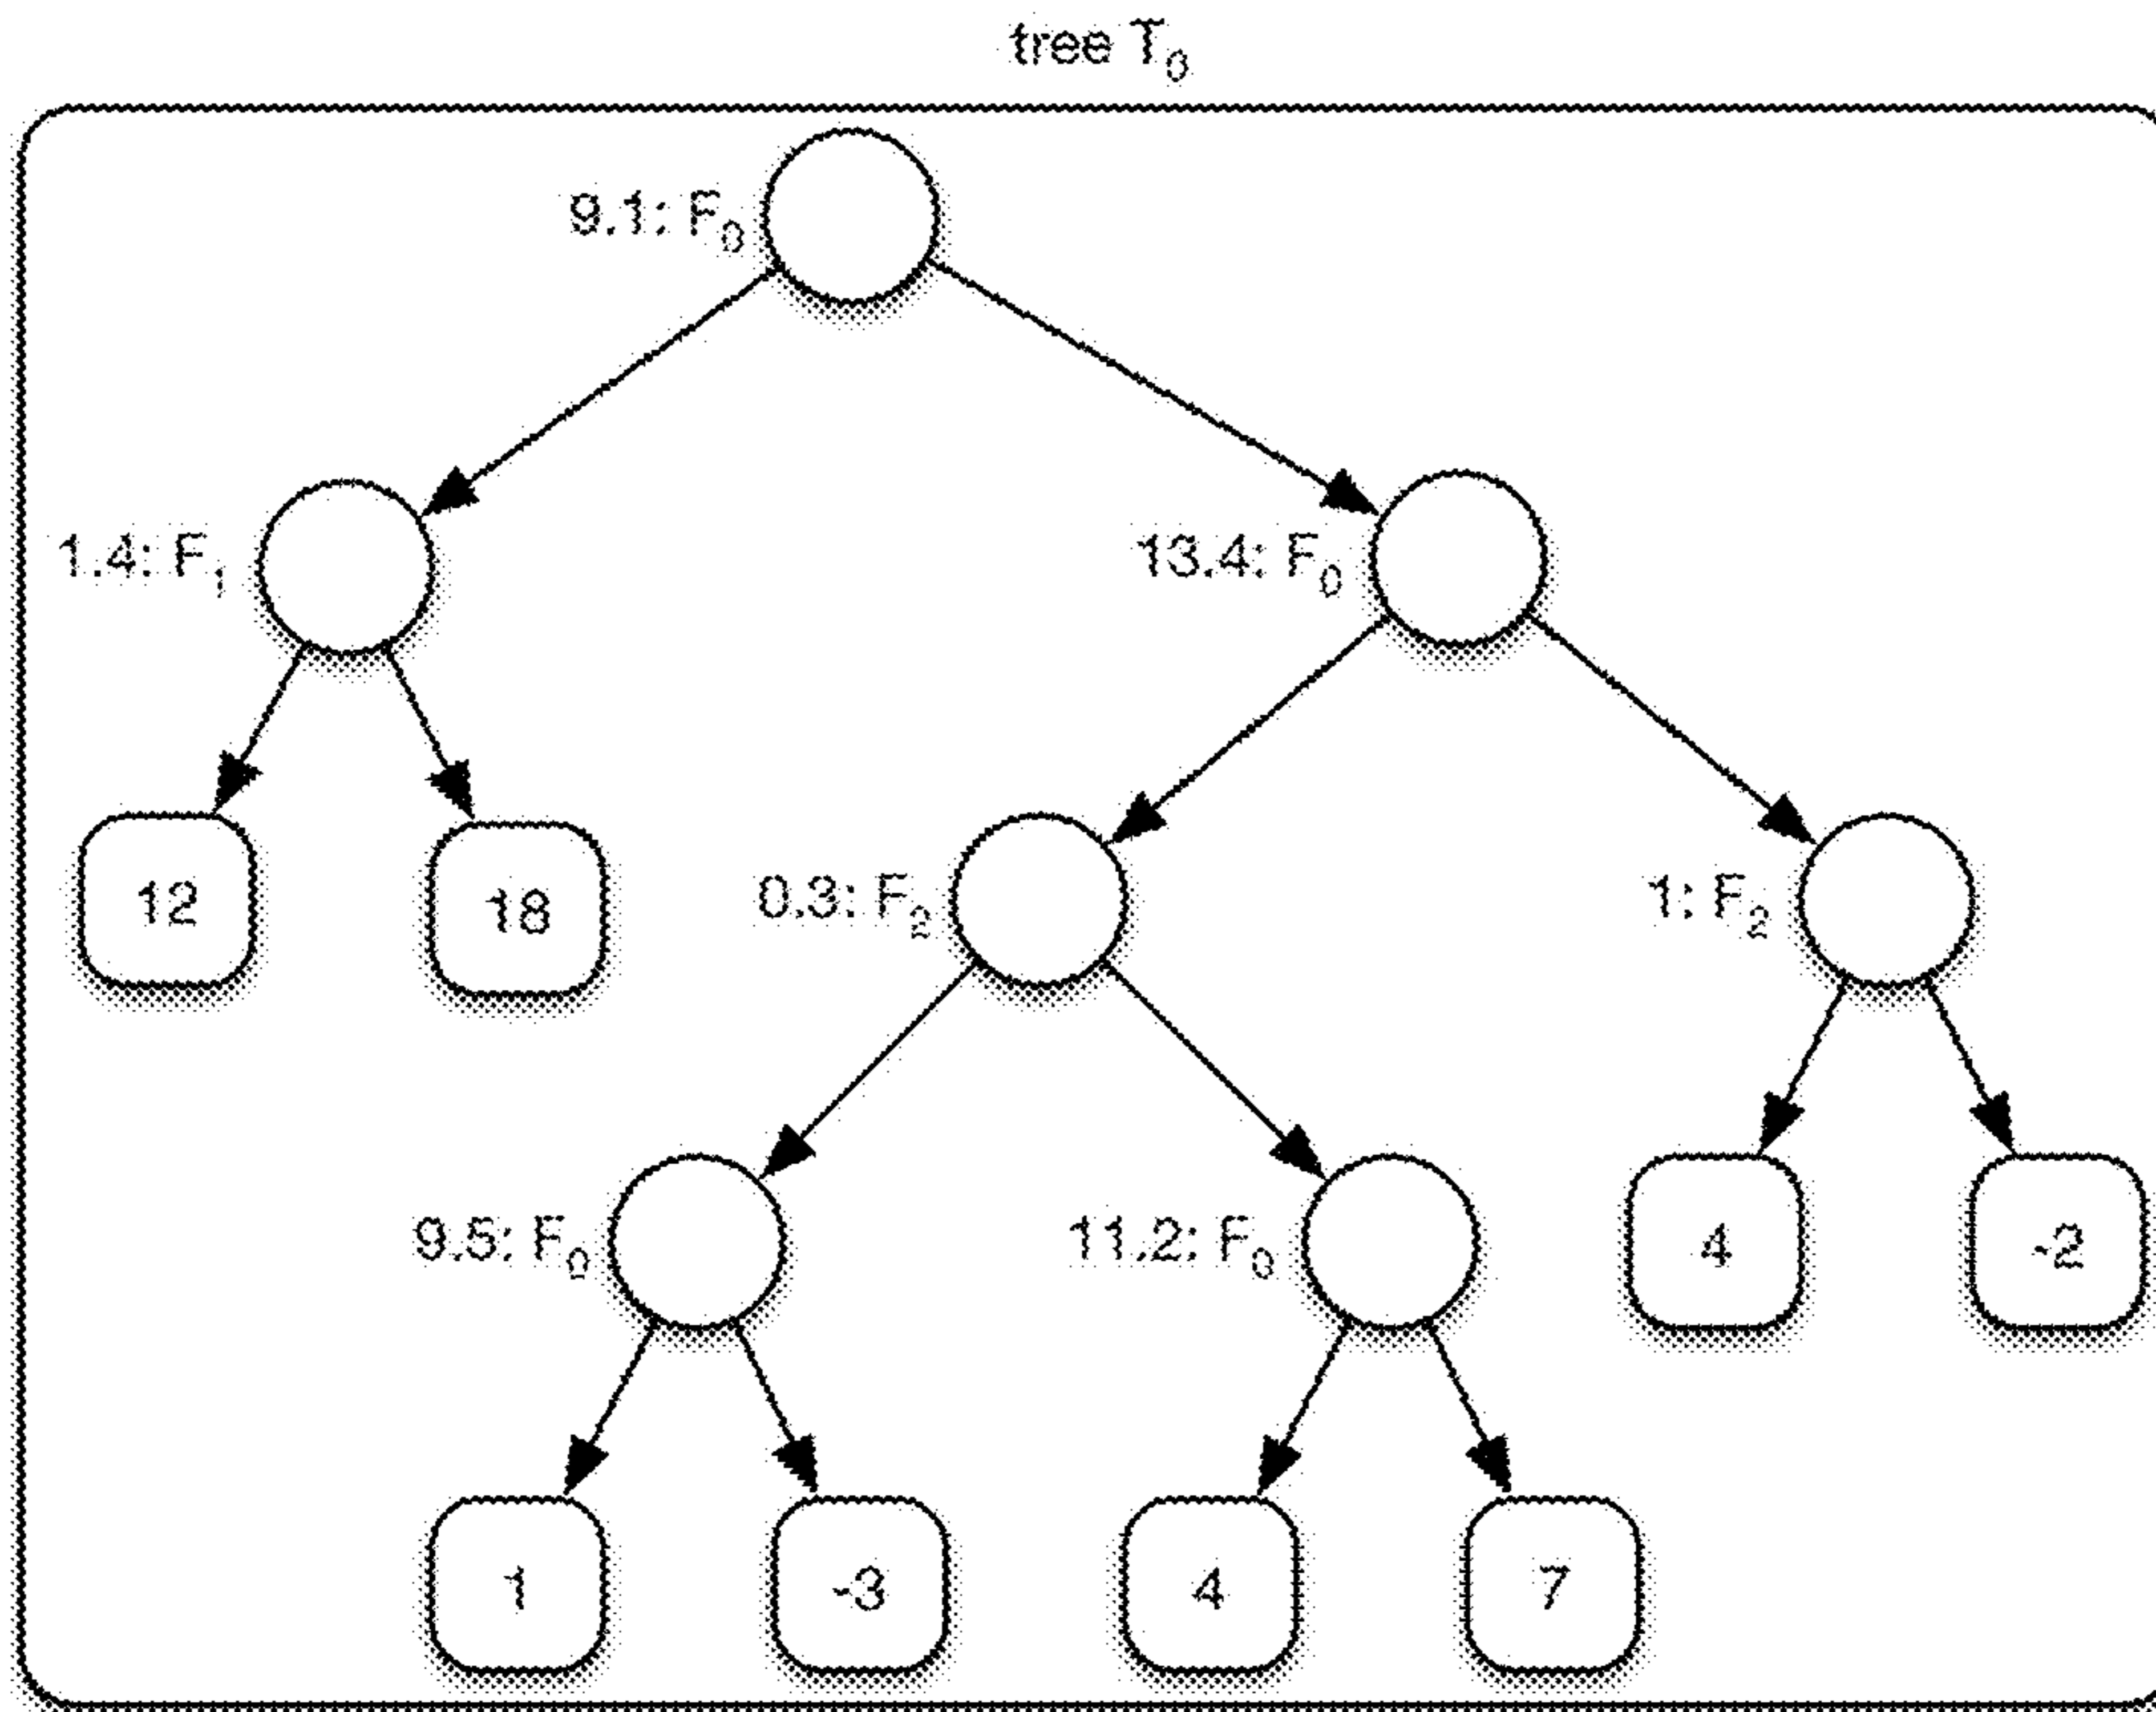 tree T₀
9.1: F₀
1.4: F₁
13.4: F₀
12
18
0.3: F₂
1: F₂
9.5: F₀
11.2: F₀
4
-2
1
-3
4
7